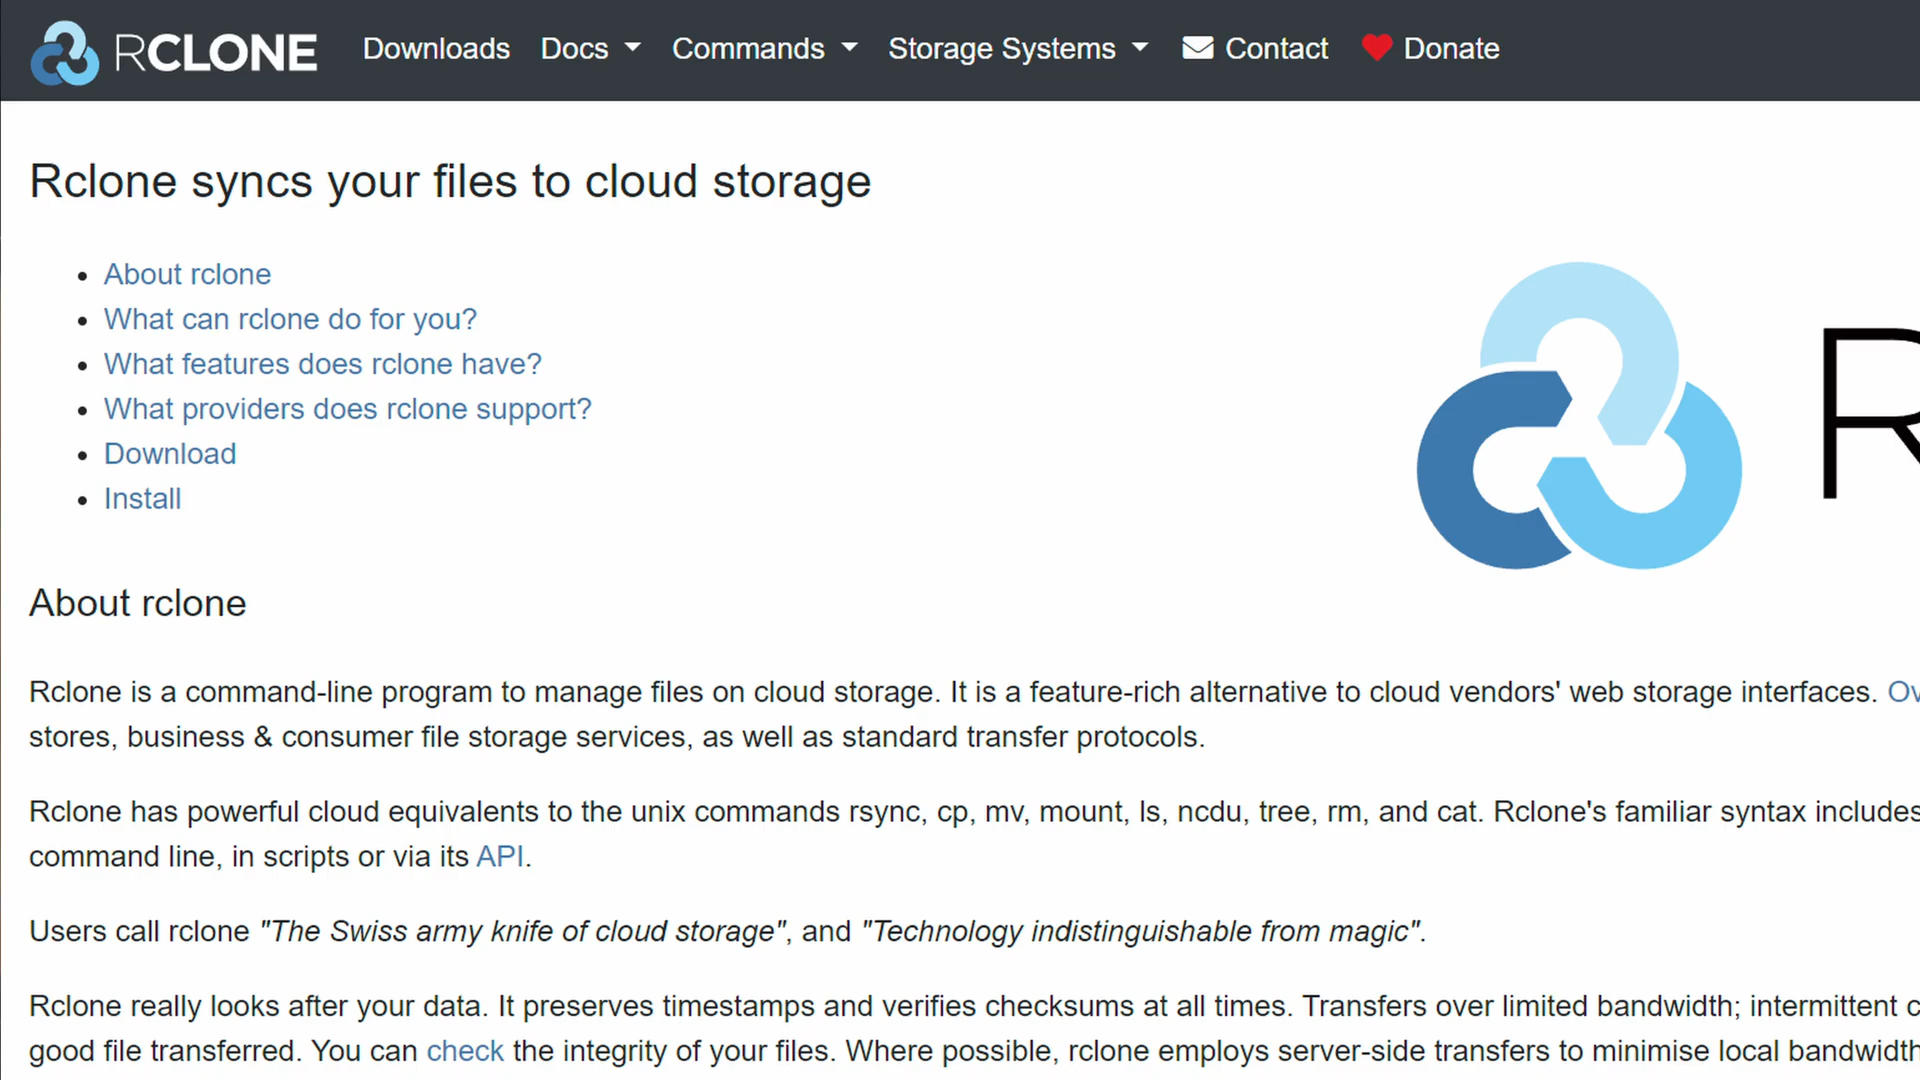 RCLONE Downloads Docs Commands Storage Systems Contact Donate
Rclone syncs your files to cloud storage
About rclone
What can rclone do for you?
What features does rclone have?
What providers does rclone support?
Download
Install
R
About rclone
Rclone is a command-line program to manage files on cloud storage. It is a feature-rich alternative to cloud vendors' web storage interfaces.
stores, business & consumer file storage services, as well as standard transfer protocols.
Rclone has powerful cloud equivalents to the unix commands rsync, cp, mv, mount, ls, ncdu, tree, rm, and cat. Rclone's familiar syntax includes
command line, in scripts or via its API.
Users call rclone "The Swiss army knife of cloud storage", and "Technology indistinguishable from magic".
Rclone really looks after your data. It preserves timestamps and verifies checksums at all times. Transfers over limited bandwidth; intermittent
good file transferred. You can check the integrity of your files. Where possible, rclone employs server-side transfers to minimise local bandwidth